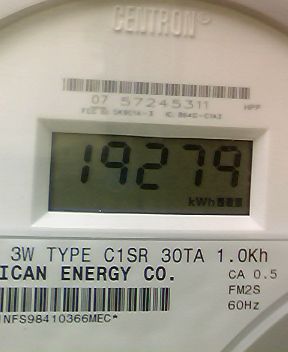 CENTRON®
07 57245311
HPP
19279
kWh
3W TYPE C1SR 30TA 1.0Kh
ICAN ENERGY CO.
CA 0.5
FM2S
60Hz
NFS98410366MEC*